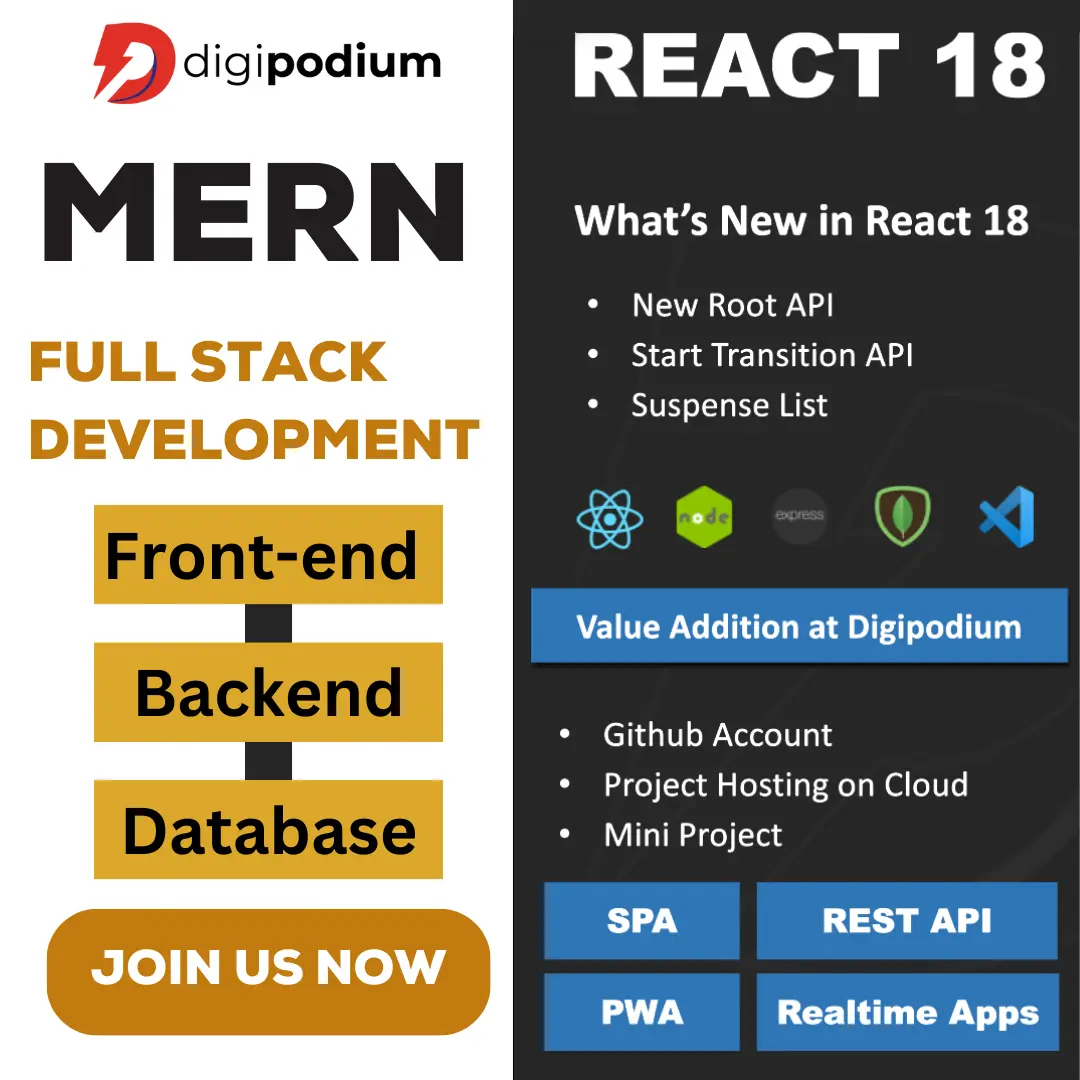 digipodium
MERN
FULL STACK
DEVELOPMENT
Front-end
Backend
Database
JOIN US NOW
REACT 18
What’s New in React 18
• New Root API
• Start Transition API
• Suspense List
node
express
Value Addition at Digipodium
• Github Account
• Project Hosting on Cloud
• Mini Project
SPA
REST API
PWA
Realtime Apps